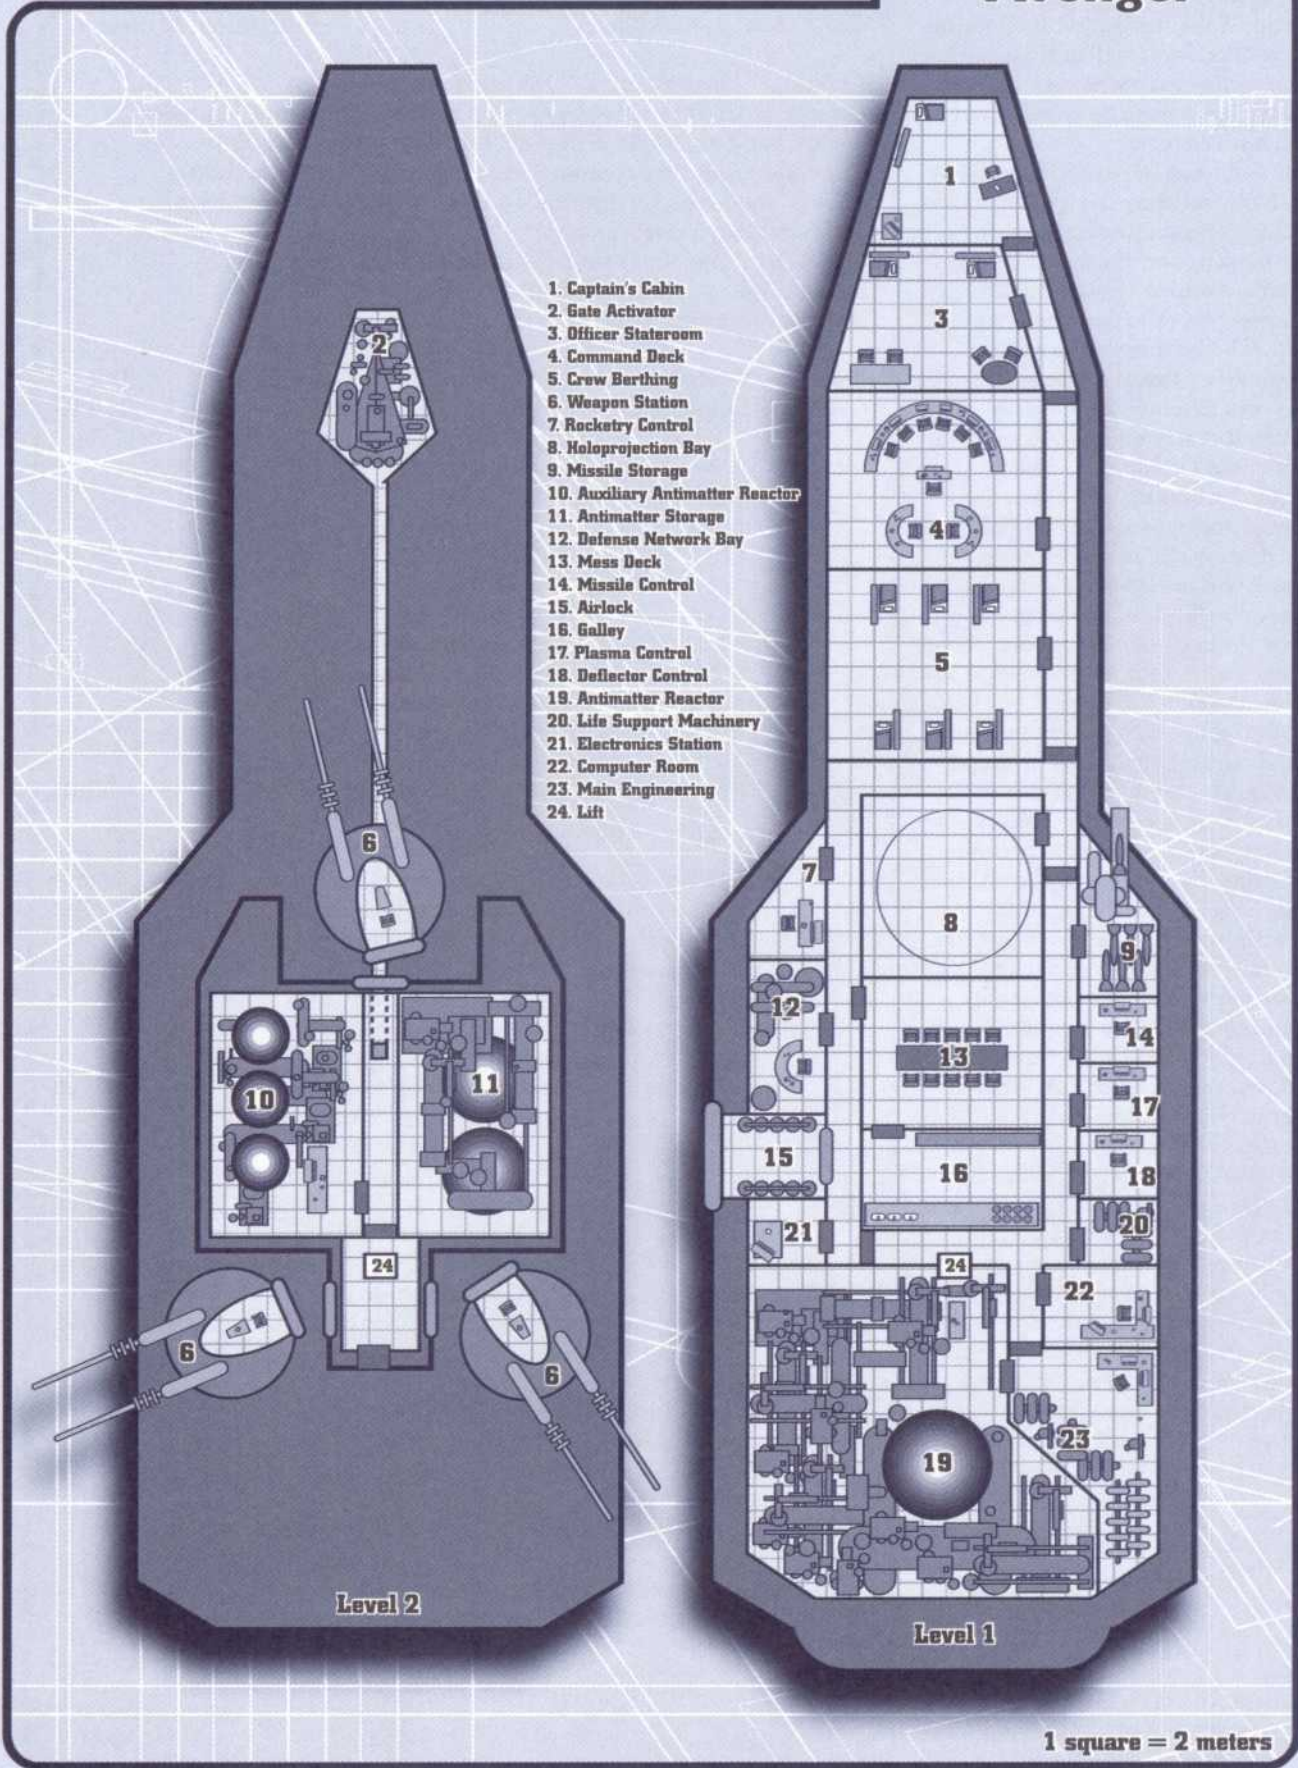 Avenger
1
2
3
4
5
6
7
8
9
10
11
12
13
14
15
16
17
18
19
20
21
22
23
24
24
6
6
1. Captain's Cabin
2. Gate Activator
3. Officer Stateroom
4. Command Deck
5. Crew Berthing
6. Weapon Station
7. Rocketry Control
8. Holoprojection Bay
9. Missile Storage
10. Auxiliary Antimatter Reactor
11. Antimatter Storage
12. Defense Network Bay
13. Mess Deck
14. Missile Control
15. Airlock
16. Galley
17. Plasma Control
18. Deflector Control
19. Antimatter Reactor
20. Life Support Machinery
21. Electronics Station
22. Computer Room
23. Main Engineering
24. Lift
Level 2
Level 1
1 square = 2 meters